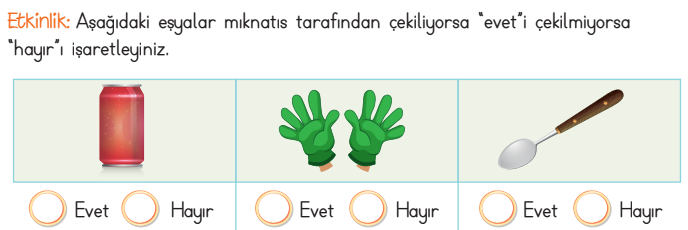 Etkinlik: Aşağıdaki eşyalar mıknatıs tarafından çekiliyorsa “evet”i çekilmiyorsa
“hayır”ı işaretleyiniz.
Evet Hayır Evet Hayır Evet Hayır